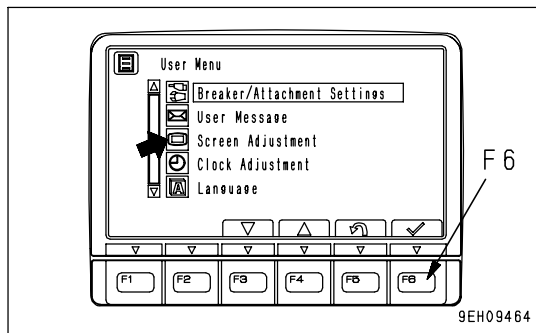 User Menu
Breaker/Attachment Settings
User Message
Screen Adjustment
Clock Adjustment
A Language
F6
F1 F2 F3 F4 F5 F6
9EH09464